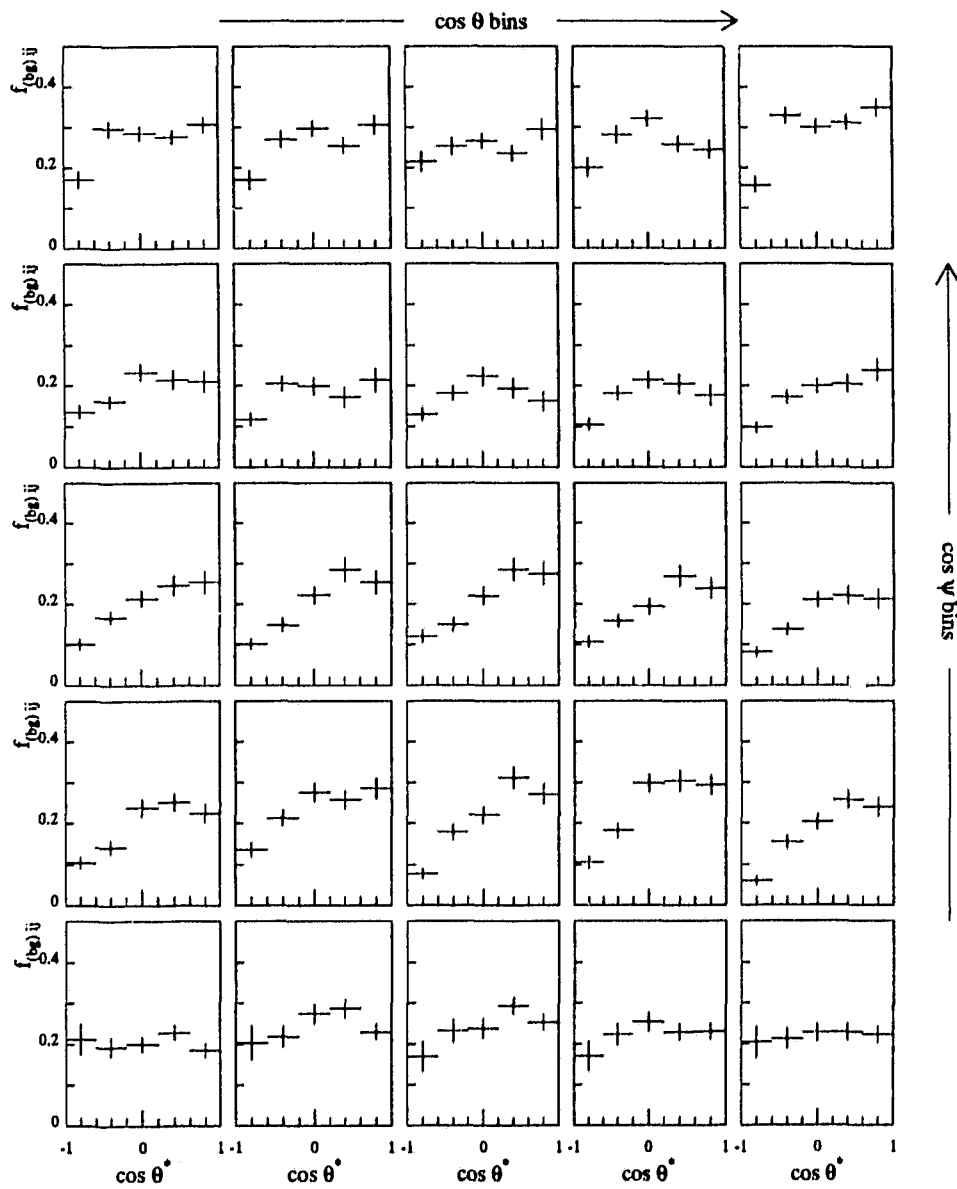 cos θ bins
f(bg) ij
0.4
0.2
0
f(bg) ij
0.4
0.2
0
f(bg) ij
0.4
0.2
0
f(bg) ij
0.4
0.2
0
f(bg) ij
0.4
0.2
0
cos ψ bins
-1 0 1 -1 0 1 -1 0 1 -1 0 1 -1 0 1
cos θ* cos θ* cos θ* cos θ* cos θ*